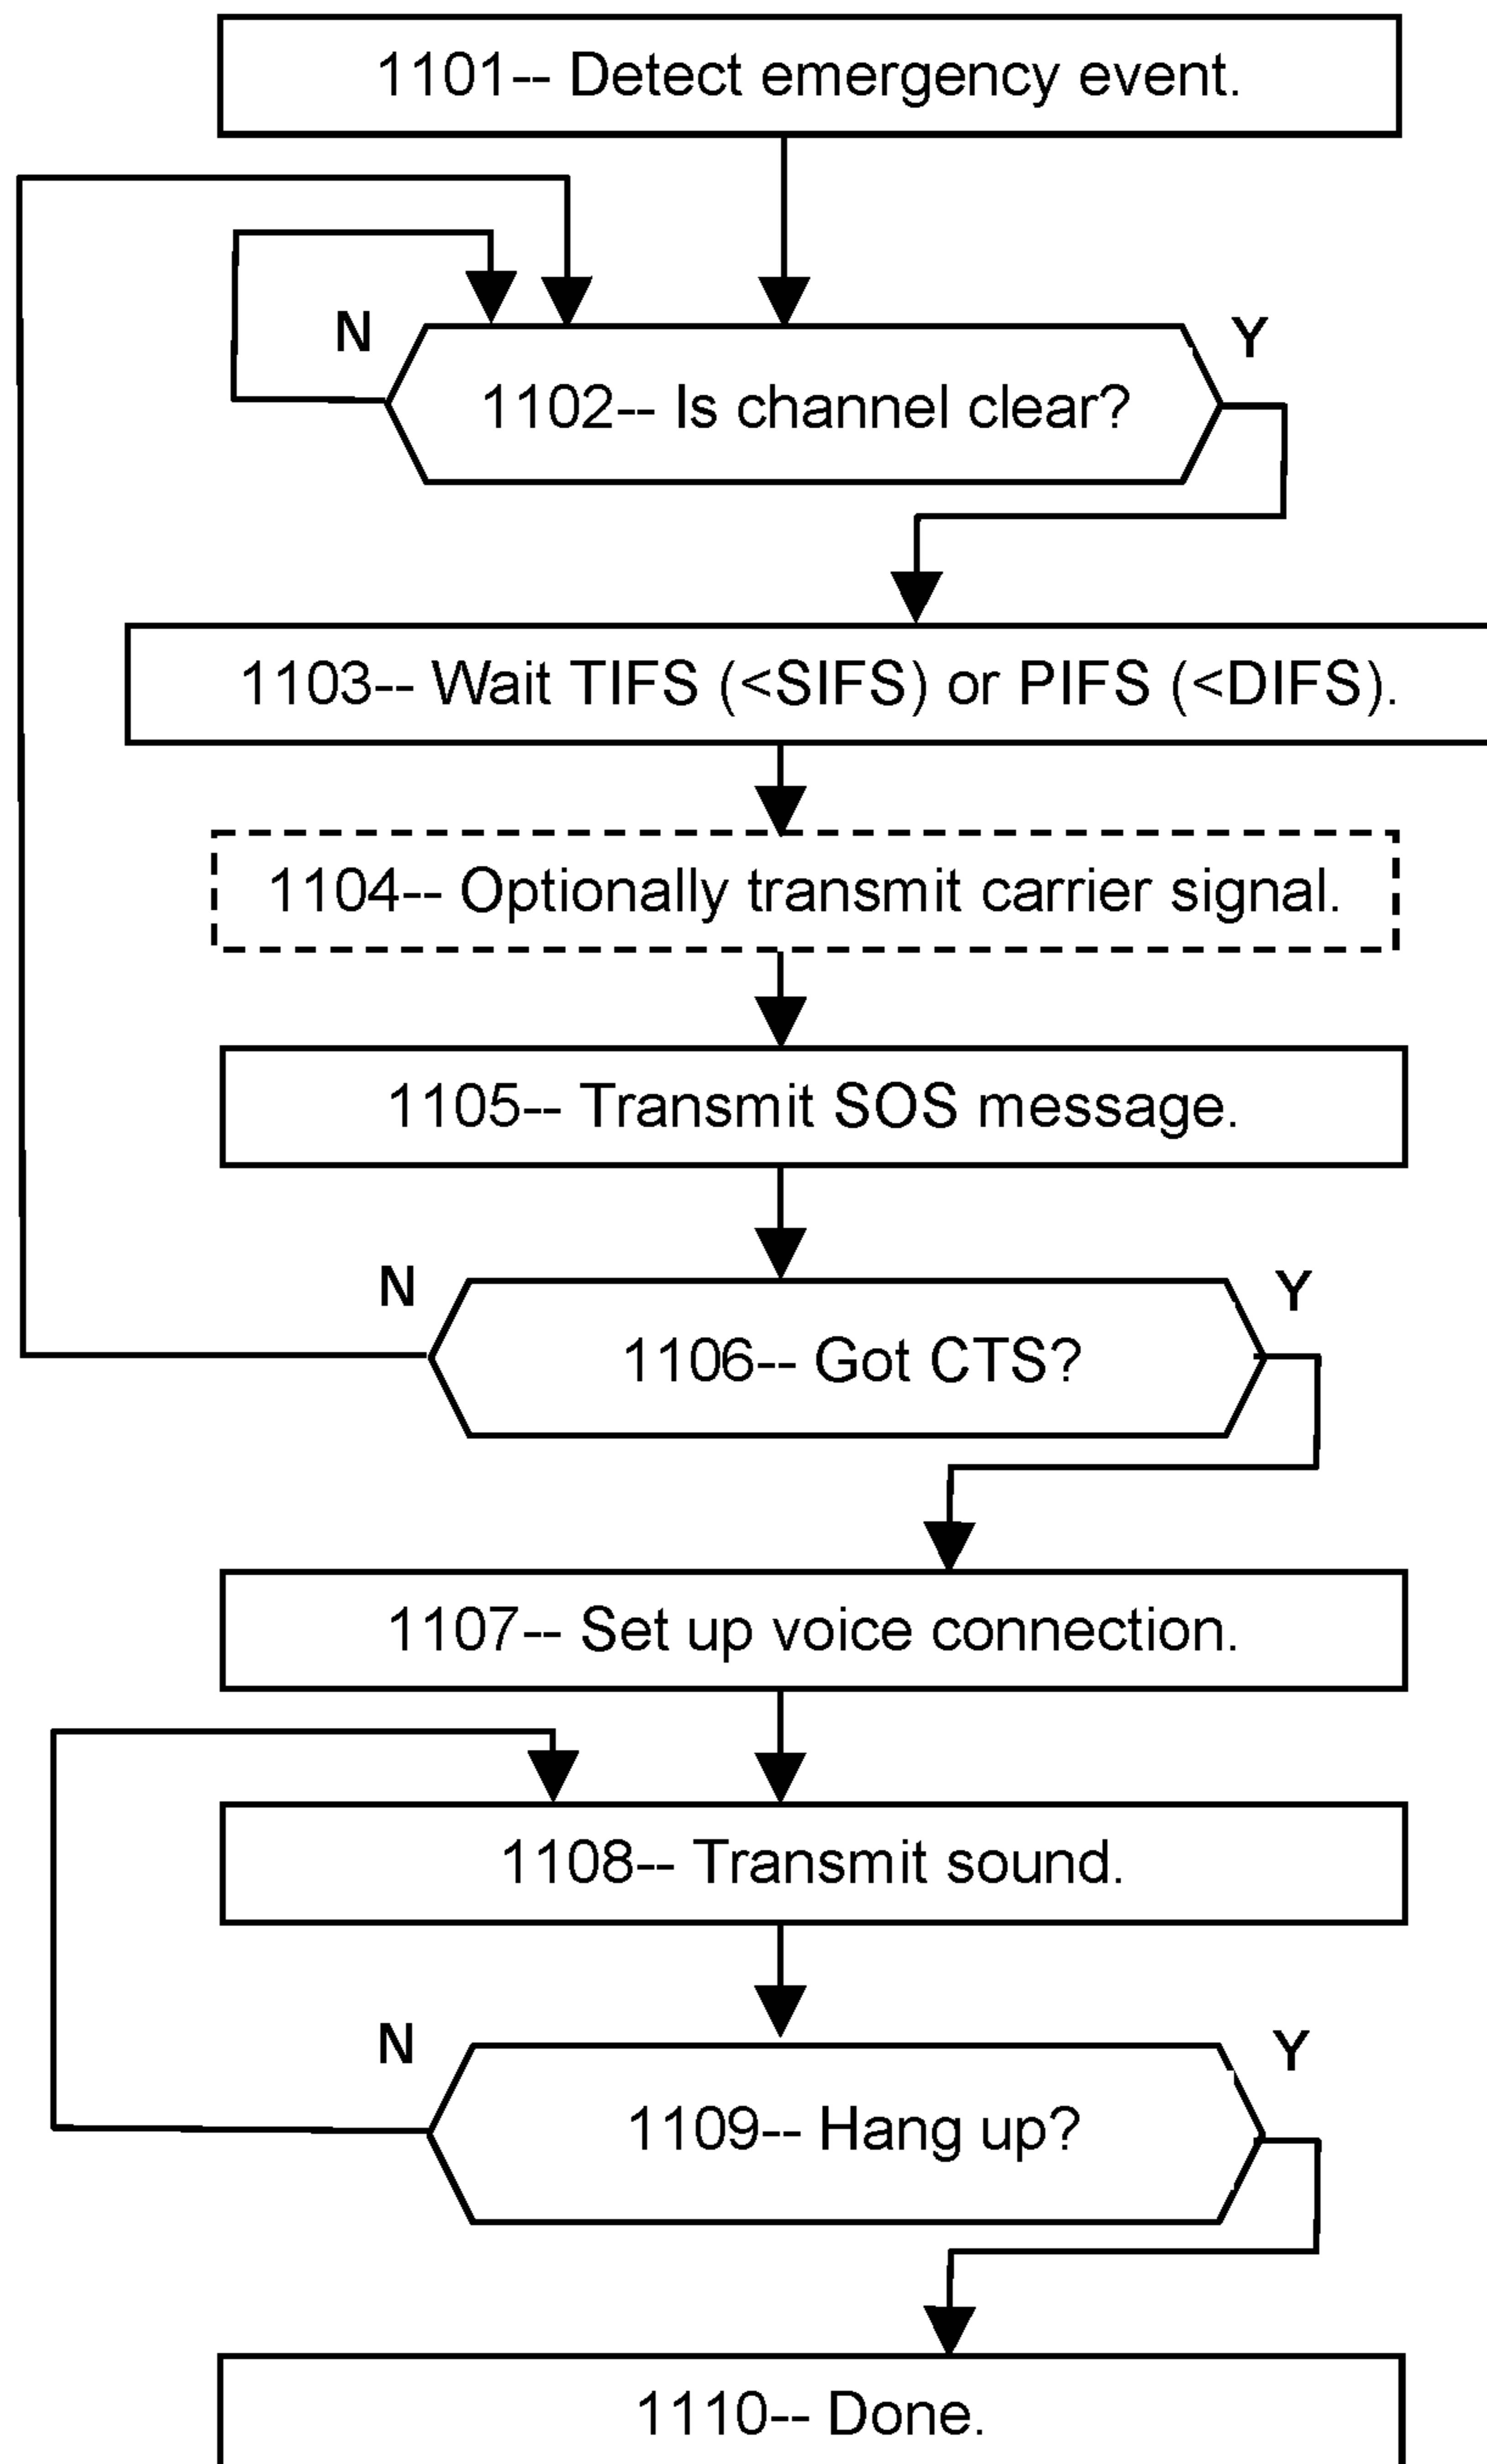 1101-- Detect emergency event.
N
Y
1102-- Is channel clear?
1103-- Wait TIFS (<SIFS) or PIFS (<DIFS).
1104-- Optionally transmit carrier signal.
1105-- Transmit SOS message.
N
Y
1106-- Got CTS?
1107-- Set up voice connection.
1108-- Transmit sound.
N
Y
1109-- Hang up?
1110-- Done.